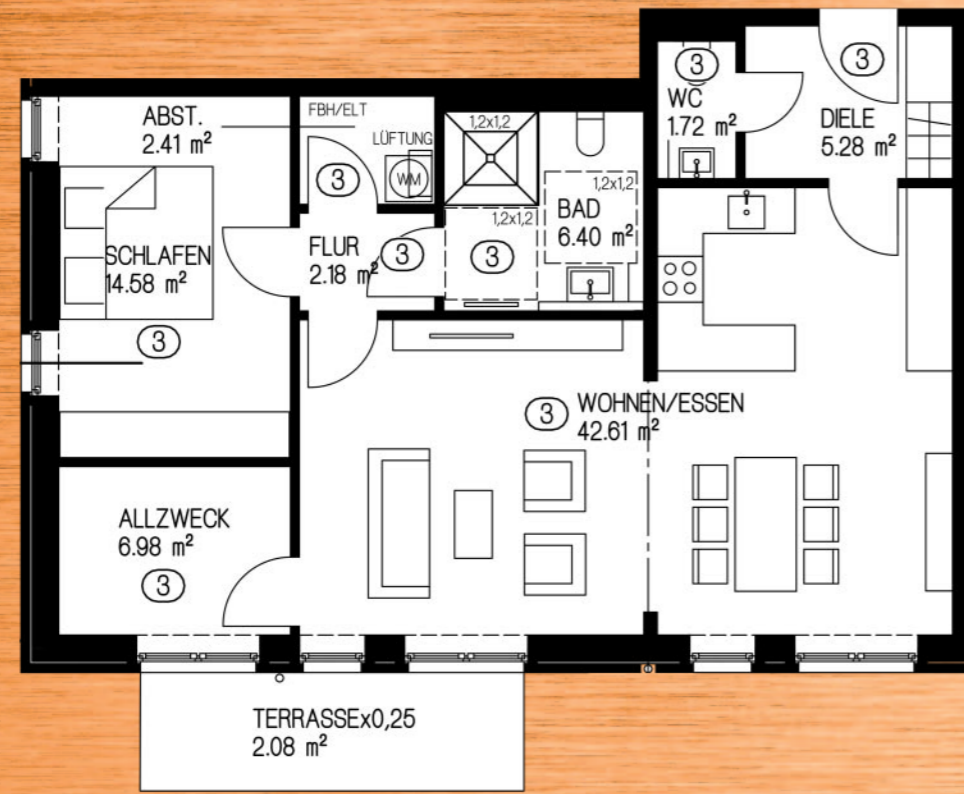 3
WC
1.72 m²
3
DIELE
5.28 m²
ABST.
2.41 m²
FBH/ELT
LÜFTUNG
WM
3
1,2x1,2
1,2x1,2
1,2x1,2
BAD
6.40 m²
3
FLUR
2.18 m²
3
SCHLAFEN
14.58 m²
3
3
WOHNEN/ESSEN
42.61 m²
ALLZWECK
6.98 m²
3
TERRASSEx0,25
2.08 m²